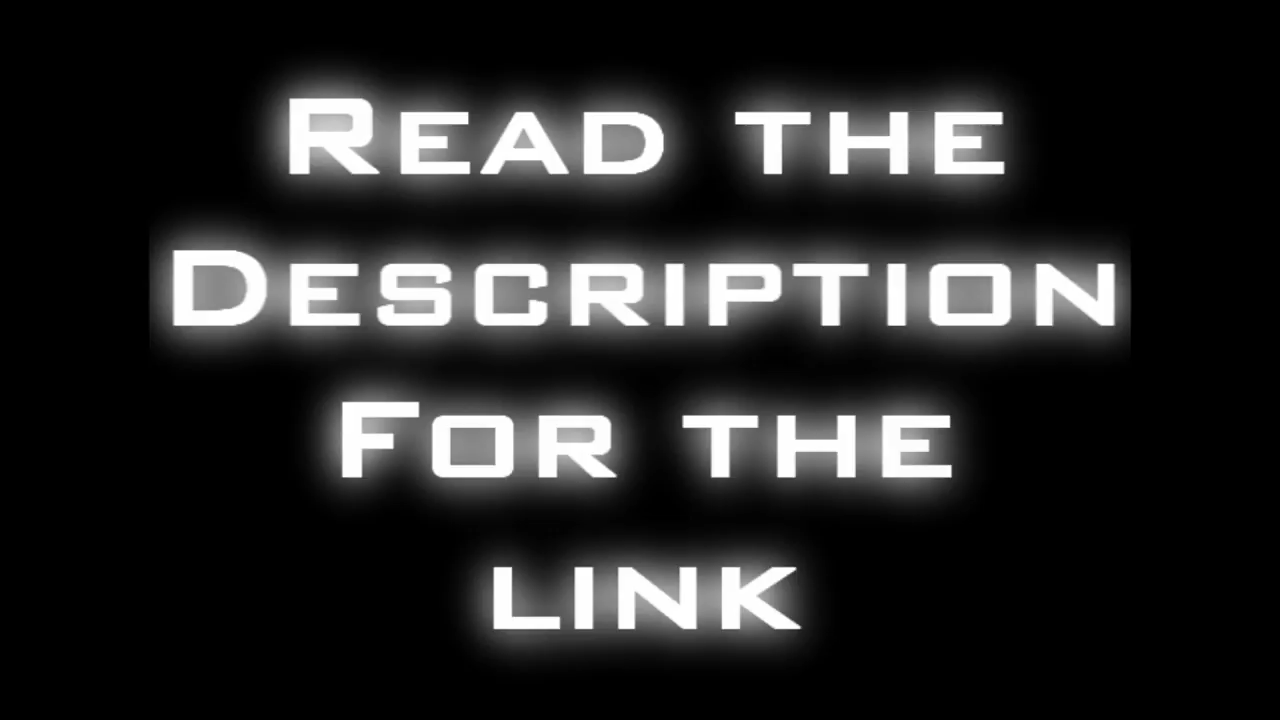 Read the
Description
For the
link